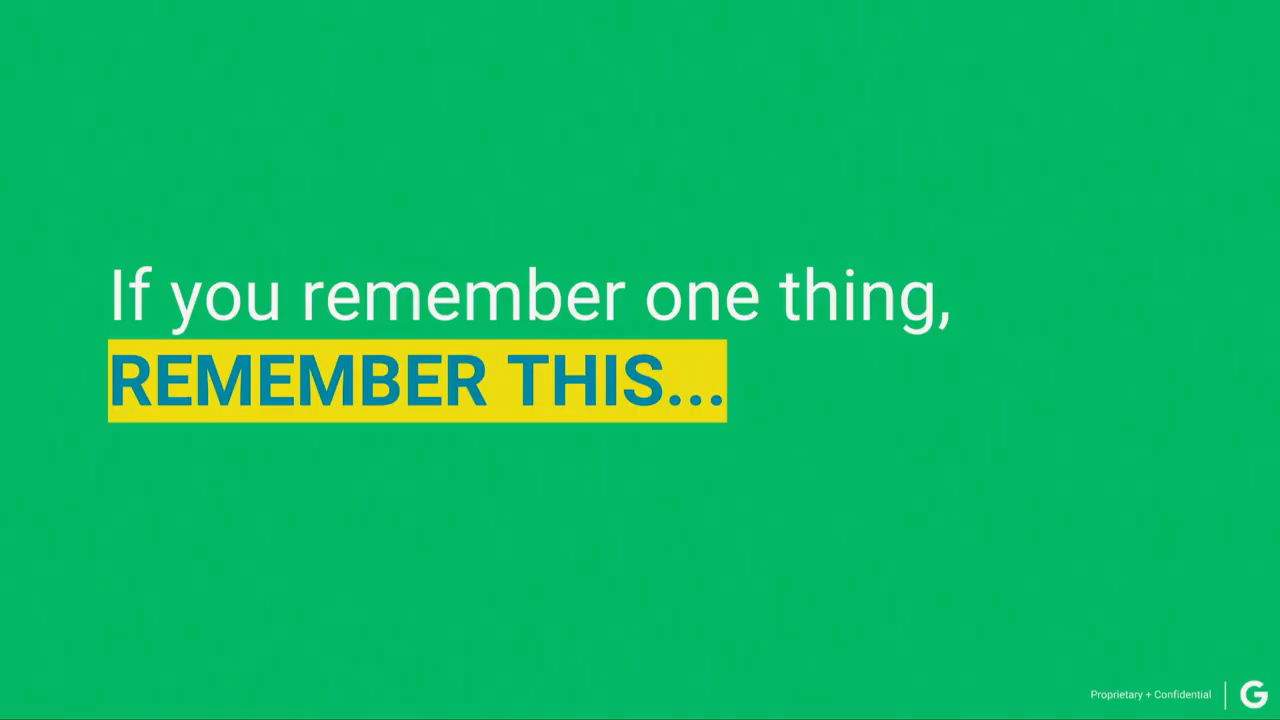 If you remember one thing,
REMEMBER THIS...
Proprietary + Confidential
G